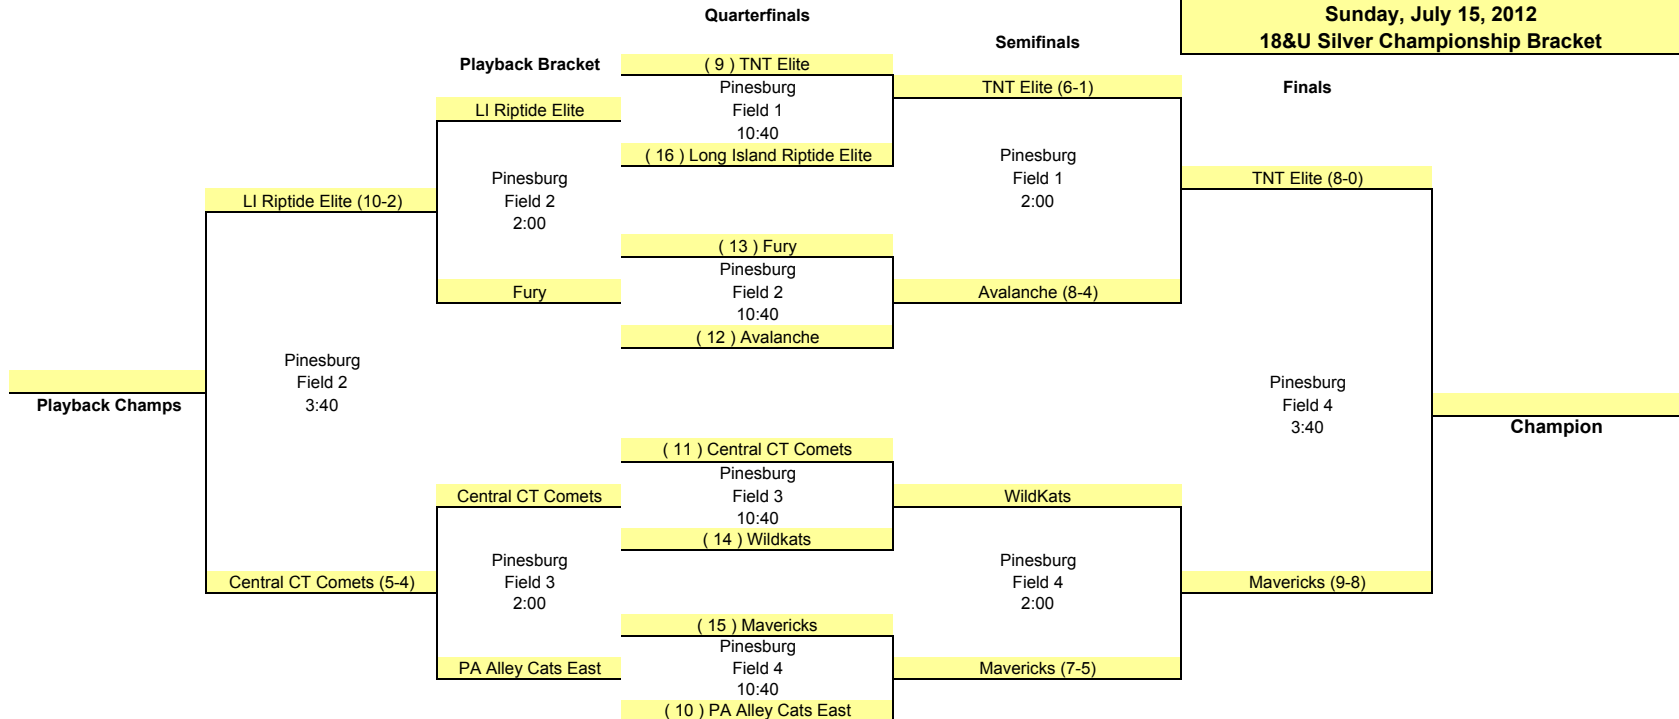 Quarterfinals
Sunday, July 15, 2012
18&U Silver Championship Bracket
Semifinals
Playback Bracket
( 9 ) TNT Elite
Finals
TNT Elite (6-1)
Pinesburg
Field 1
10:40
LI Riptide Elite
( 16 ) Long Island Riptide Elite
Pinesburg
Field 1
2:00
Pinesburg
Field 2
2:00
TNT Elite (8-0)
LI Riptide Elite (10-2)
( 13 ) Fury
Pinesburg
Field 2
10:40
Fury
Avalanche (8-4)
( 12 ) Avalanche
Pinesburg
Field 2
3:40
Playback Champs
Pinesburg
Field 4
3:40
Champion
( 11 ) Central CT Comets
Pinesburg
Field 3
10:40
Central CT Comets
WildKats
( 14 ) Wildkats
Pinesburg
Field 3
2:00
Pinesburg
Field 4
2:00
Central CT Comets (5-4)
Mavericks (9-8)
( 15 ) Mavericks
Pinesburg
Field 4
10:40
PA Alley Cats East
Mavericks (7-5)
( 10 ) PA Alley Cats East